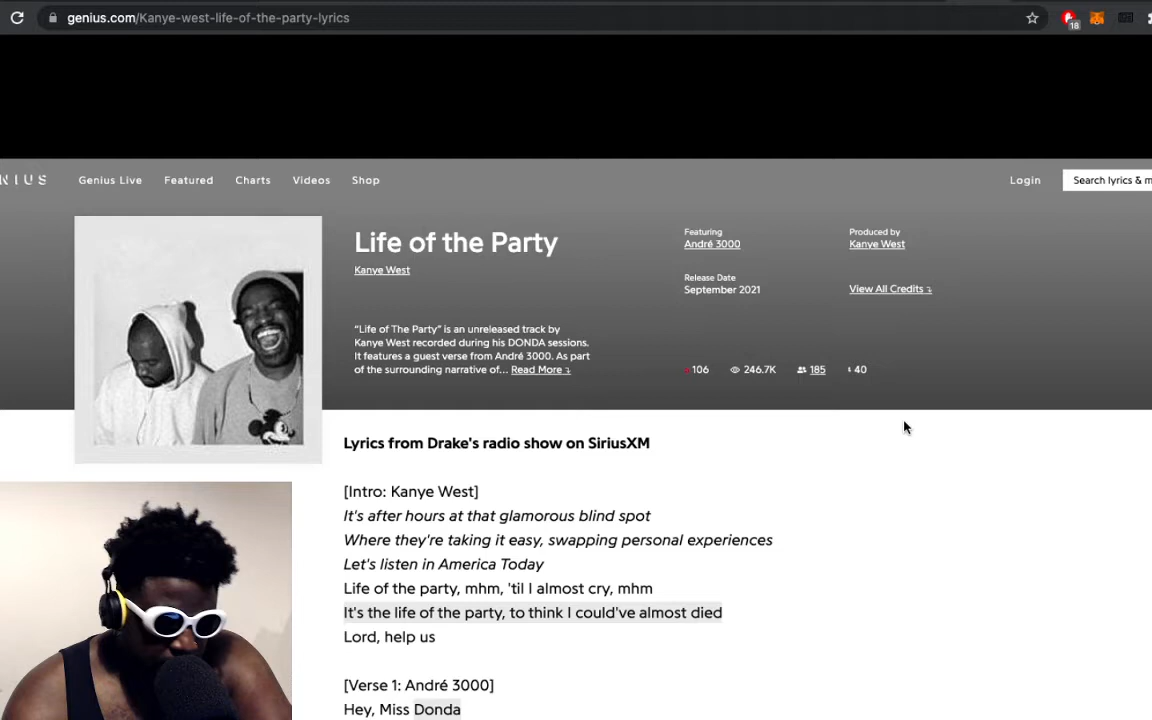 genius.com/Kanye-west-life-of-the-party-lyrics
18
NIUS
Genius Live
Featured
Charts
Videos
Shop
Login
Search lyrics & m
Life of the Party
Kanye West
Featuring
André 3000
Produced by
Kanye West
Release Date
September 2021
View All Credits
"Life of The Party" is an unreleased track by
Kanye West recorded during his DONDA sessions.
It features a guest verse from André 3000. As part
of the surrounding narrative of... Read More
106
246.7K
185
40
Lyrics from Drake's radio show on SiriusXM
[Intro: Kanye West]
It's after hours at that glamorous blind spot
Where they're taking it easy, swapping personal experiences
Let's listen in America Today
Life of the party, mhm, 'til I almost cry, mhm
It's the life of the party, to think I could've almost died
Lord, help us
[Verse 1: André 3000]
Hey, Miss Donda